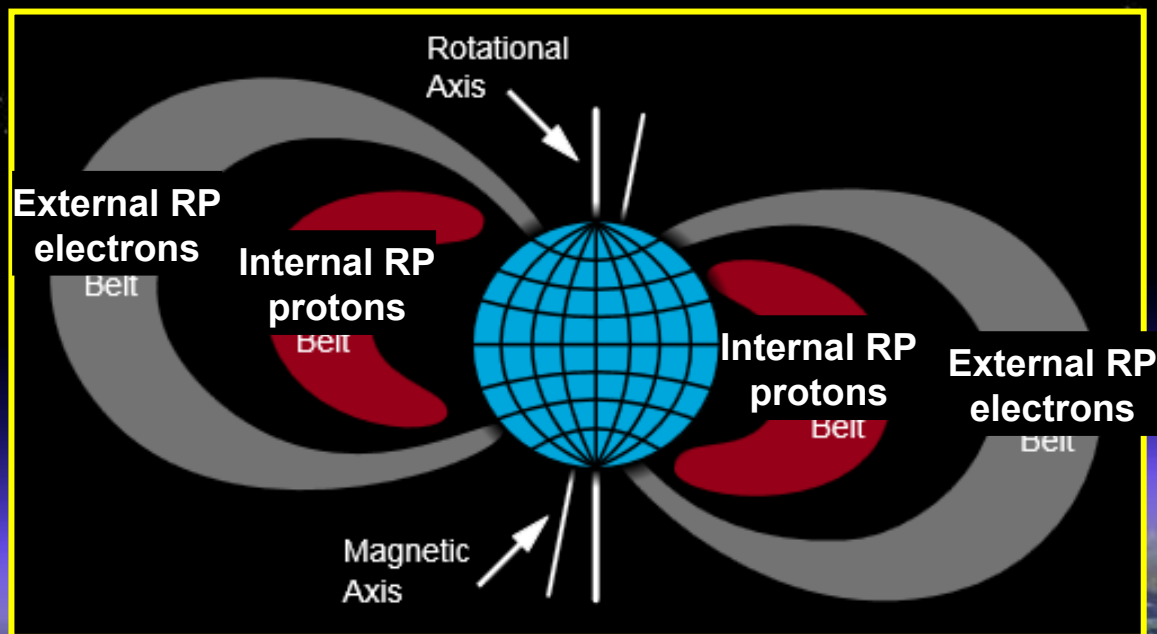 Rotational
Axis
External RP
electrons
Belt
Internal RP
protons
Belt
Internal RP
protons
Belt
External RP
electrons
Belt
Magnetic
Axis